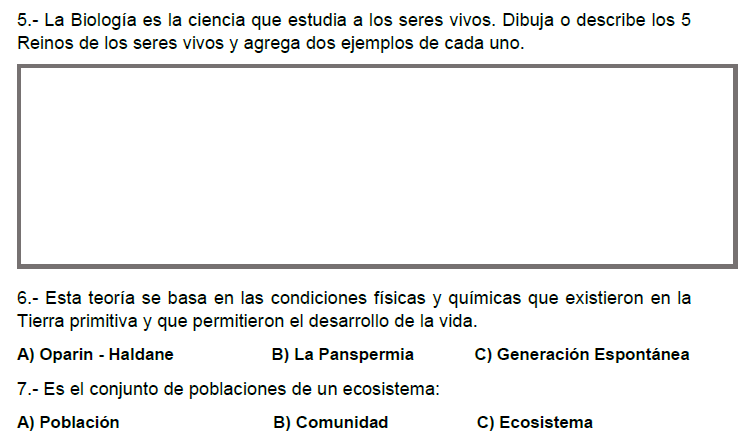 5.- La Biología es la ciencia que estudia a los seres vivos. Dibuja o describe los 5
Reinos de los seres vivos y agrega dos ejemplos de cada uno.
6.- Esta teoría se basa en las condiciones físicas y químicas que existieron en la
Tierra primitiva y que permitieron el desarrollo de la vida.
A) Oparin - Haldane B) La Panspermia C) Generación Espontánea
7.- Es el conjunto de poblaciones de un ecosistema:
A) Población B) Comunidad C) Ecosistema